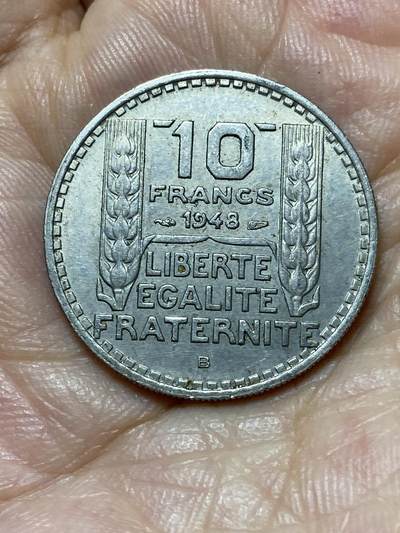 10
FRANCS
1948
LIBERTE
EGALITE
FRATERNITE
B